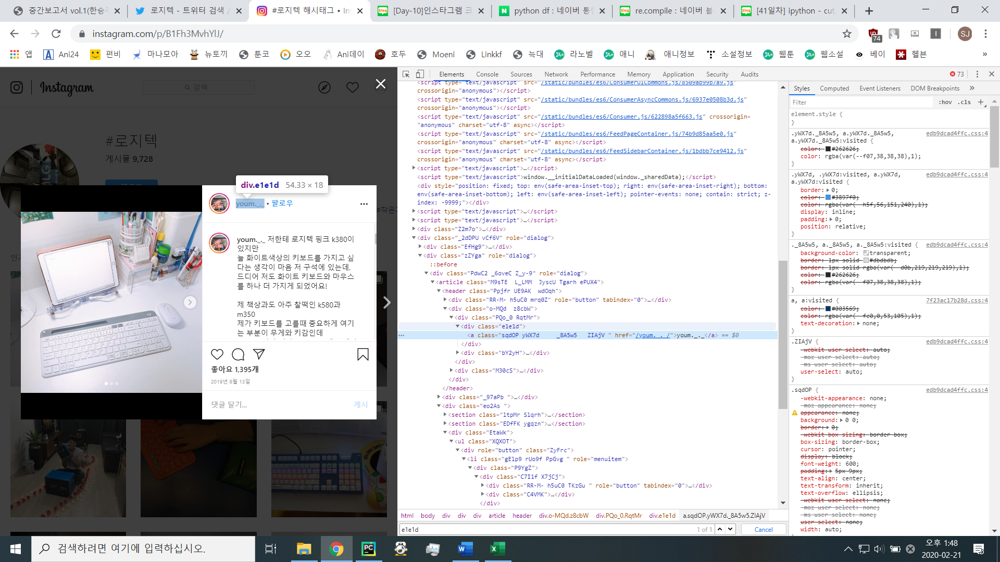 중간보고서 vol.1(한승주
로지텍 - 트위터 검색 /
#로지텍 해시태그 • Ins
[Day-10]인스타그램 크
python df : 네이버 통합
re.compile : 네이버 블
[41일차] ipython - cut,
instagram.com/p/B1Fh3MvhYlJ/
74
SJ
앱 Ani24 펀비 마나모아 뉴토끼 툰코 오오 Ani데이 호두 Moeni Linkkf 늑대 라노벨 애니 애니정보 소설정보 웹툰 웹소설 베이 헬븐 »
Instagram
검색
#로지텍
게시물 9,728
div.e1e1d 54.33 × 18
youm._._ • 팔로우
youm._._ 저한테 로지텍 핑크 k380이
있지만
늘 화이트색상의 키보드를 가지고 싶
다는 생각이 마음 저 구석에 있는데,
드디어 저도 화이트 키보드와 마우스
를 하나 더 가지게 되었어요!
제 책상과도 아주 찰떡인 k580과
m350
제가 키보드를 고를때 중요하게 여기
는 부분이 무게와 키감인데
좋아요 1,395개
2019년 8월 13일
댓글 달기...
게시
Elements Console Sources Network Performance Memory Application Security Audits 73
<script type="text/javascript" src="/static/bundles/es6/ConsumerUICommons.js/8509ab99b7a9.js"
crossorigin="anonymous"></script>
<script type="text/javascript" src="/static/bundles/es6/ConsumerAsyncCommons.js/6937e0508b3d.js"
crossorigin="anonymous"></script>
<script type="text/javascript" src="/static/bundles/es6/Consumer.js/622898a5f663.js" crossorigin=
"anonymous" charset="utf-8" async></script>
<script type="text/javascript" src="/static/bundles/es6/FeedPageContainer.js/74b9d85aa5e0.js"
crossorigin="anonymous" charset="utf-8" async></script>
<script type="text/javascript" src="/static/bundles/es6/FeedSidebarContainer.js/1bdbb7ce9412.js"
crossorigin="anonymous" charset="utf-8" async></script>
<script type="text/javascript">…</script>
<script type="text/javascript">window.__initialDataLoaded(window._sharedData);</script>
<div style="position: fixed; top: env(safe-area-inset-top); right: env(safe-area-inset-right); bottom:
env(safe-area-inset-bottom); left: env(safe-area-inset-left); pointer-events: none; contain: strict; z-
index: -9999;"></div>
<script type="text/javascript">…</script>
<script type="text/javascript">…</script>
<div class="Z2m7o">…</div>
<div class="_2dDPU vCf6V" role="dialog">
<div class="EfHg9">…</div>
<div class="zZYga" role="dialog">
::before
<div class="PdwC2 _6oveC Z_y-9" role="dialog">
<article class="M9sTE L_LMM JyscU Tgarh ePUX4">
<header class="Ppjfr UE9AK wdOqh">
<div class="RR-M- h5uC0 mrq0Z" role="button" tabindex="0">…</div>
<div class="o-MQd z8cbW">
<div class="PQo_0 RqtMr">
<div class="e1e1d">
<a class="sqdOP yWX7d _8A5w5 ZIAjV " href="/youm._._/">youm._._</a> == $0
</div>
<div class="bY2yH">…</div>
</div>
<div class="M30cS">…</div>
</div>
</header>
<div class="_97aPb ">…</div>
<div class="eo2As ">
<section class="ltpMr Slqrh">…</section>
<section class="EDfFK ygqzn">…</section>
<div class="EtaWk">
<ul class="XQXOT">
<div role="button" class="ZyFrc">
<li class="gElp9 rUo9f PpGvg " role="menuitem">
<div class="P9YgZ">
<div class="C7I1f X7jCj">
<div class="RR-M- h5uC0 TKzGu " role="button" tabindex="0">…</div>
<div class="C4VMK">…</div>
</div>
html body div div div article header div.o-MQd.z8cbW div.PQo_0.RqtMr div.e1e1d a.sqdOP.yWX7d._8A5w5.ZIAjV
e1e1d 1 of 1 Cancel
Styles Computed Event Listeners DOM Breakpoints »
Filter :hov .cls +
element.style {
}
.yWX7d._8A5w5, a.yWX7d._8A5w5, edb9dcad4ffc.css:4
a.yWX7d._8A5w5:visited {
color: #262626;
color: rgba(var(--f07,38,38,38),1);
}
.yWX7d, .yWX7d:visited, a.yWX7d, edb9dcad4ffc.css:4
a.yWX7d:visited {
border: 0;
color: #3897f0;
color: rgba(var(--h5f,56,151,240),1);
display: inline;
padding: 0;
position: relative;
}
._8A5w5, a._8A5w5, a._8A5w5:visited { edb9dcad4ffc.css:4
background-color: transparent;
border: 1px solid #dbdbdb;
border: 1px solid rgba(var(--d0b,219,219,219),1);
color: #262626;
color: rgba(var(--f07,38,38,38),1);
}
a, a:visited { 7f23ac17b28d.css:4
color: #003569;
color: rgba(var(--fe0,0,53,105),1);
text-decoration: none;
}
.ZIAjV { edb9dcad4ffc.css:4
-webkit-user-select: auto;
-moz-user-select: auto;
-ms-user-select: auto;
user-select: auto;
}
.sqdOP { edb9dcad4ffc.css:4
-webkit-appearance: none;
-moz-appearance: none;
appearance: none;
background: 0 0;
border: 0;
-webkit-box-sizing: border-box;
box-sizing: border-box;
cursor: pointer;
display: block;
font-weight: 600;
padding: 5px 9px;
text-align: center;
text-transform: inherit;
text-overflow: ellipsis;
-webkit-user-select: none;
-moz-user-select: none;
-ms-user-select: none;
user-select: none;
width: auto;
검색하려면 여기에 입력하십시오.
오후 1:48
2020-02-21